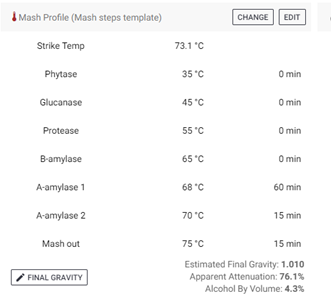 Mash Profile (Mash steps template) CHANGE EDIT
Strike Temp 73.1 °C
Phytase 35 °C 0 min
Glucanase 45 °C 0 min
Protease 55 °C 0 min
B-amylase 65 °C 0 min
A-amylase 1 68 °C 60 min
A-amylase 2 70 °C 15 min
Mash out 75 °C 15 min
Estimated Final Gravity: 1.010
FINAL GRAVITY Apparent Attenuation: 76.1%
Alcohol By Volume: 4.3%